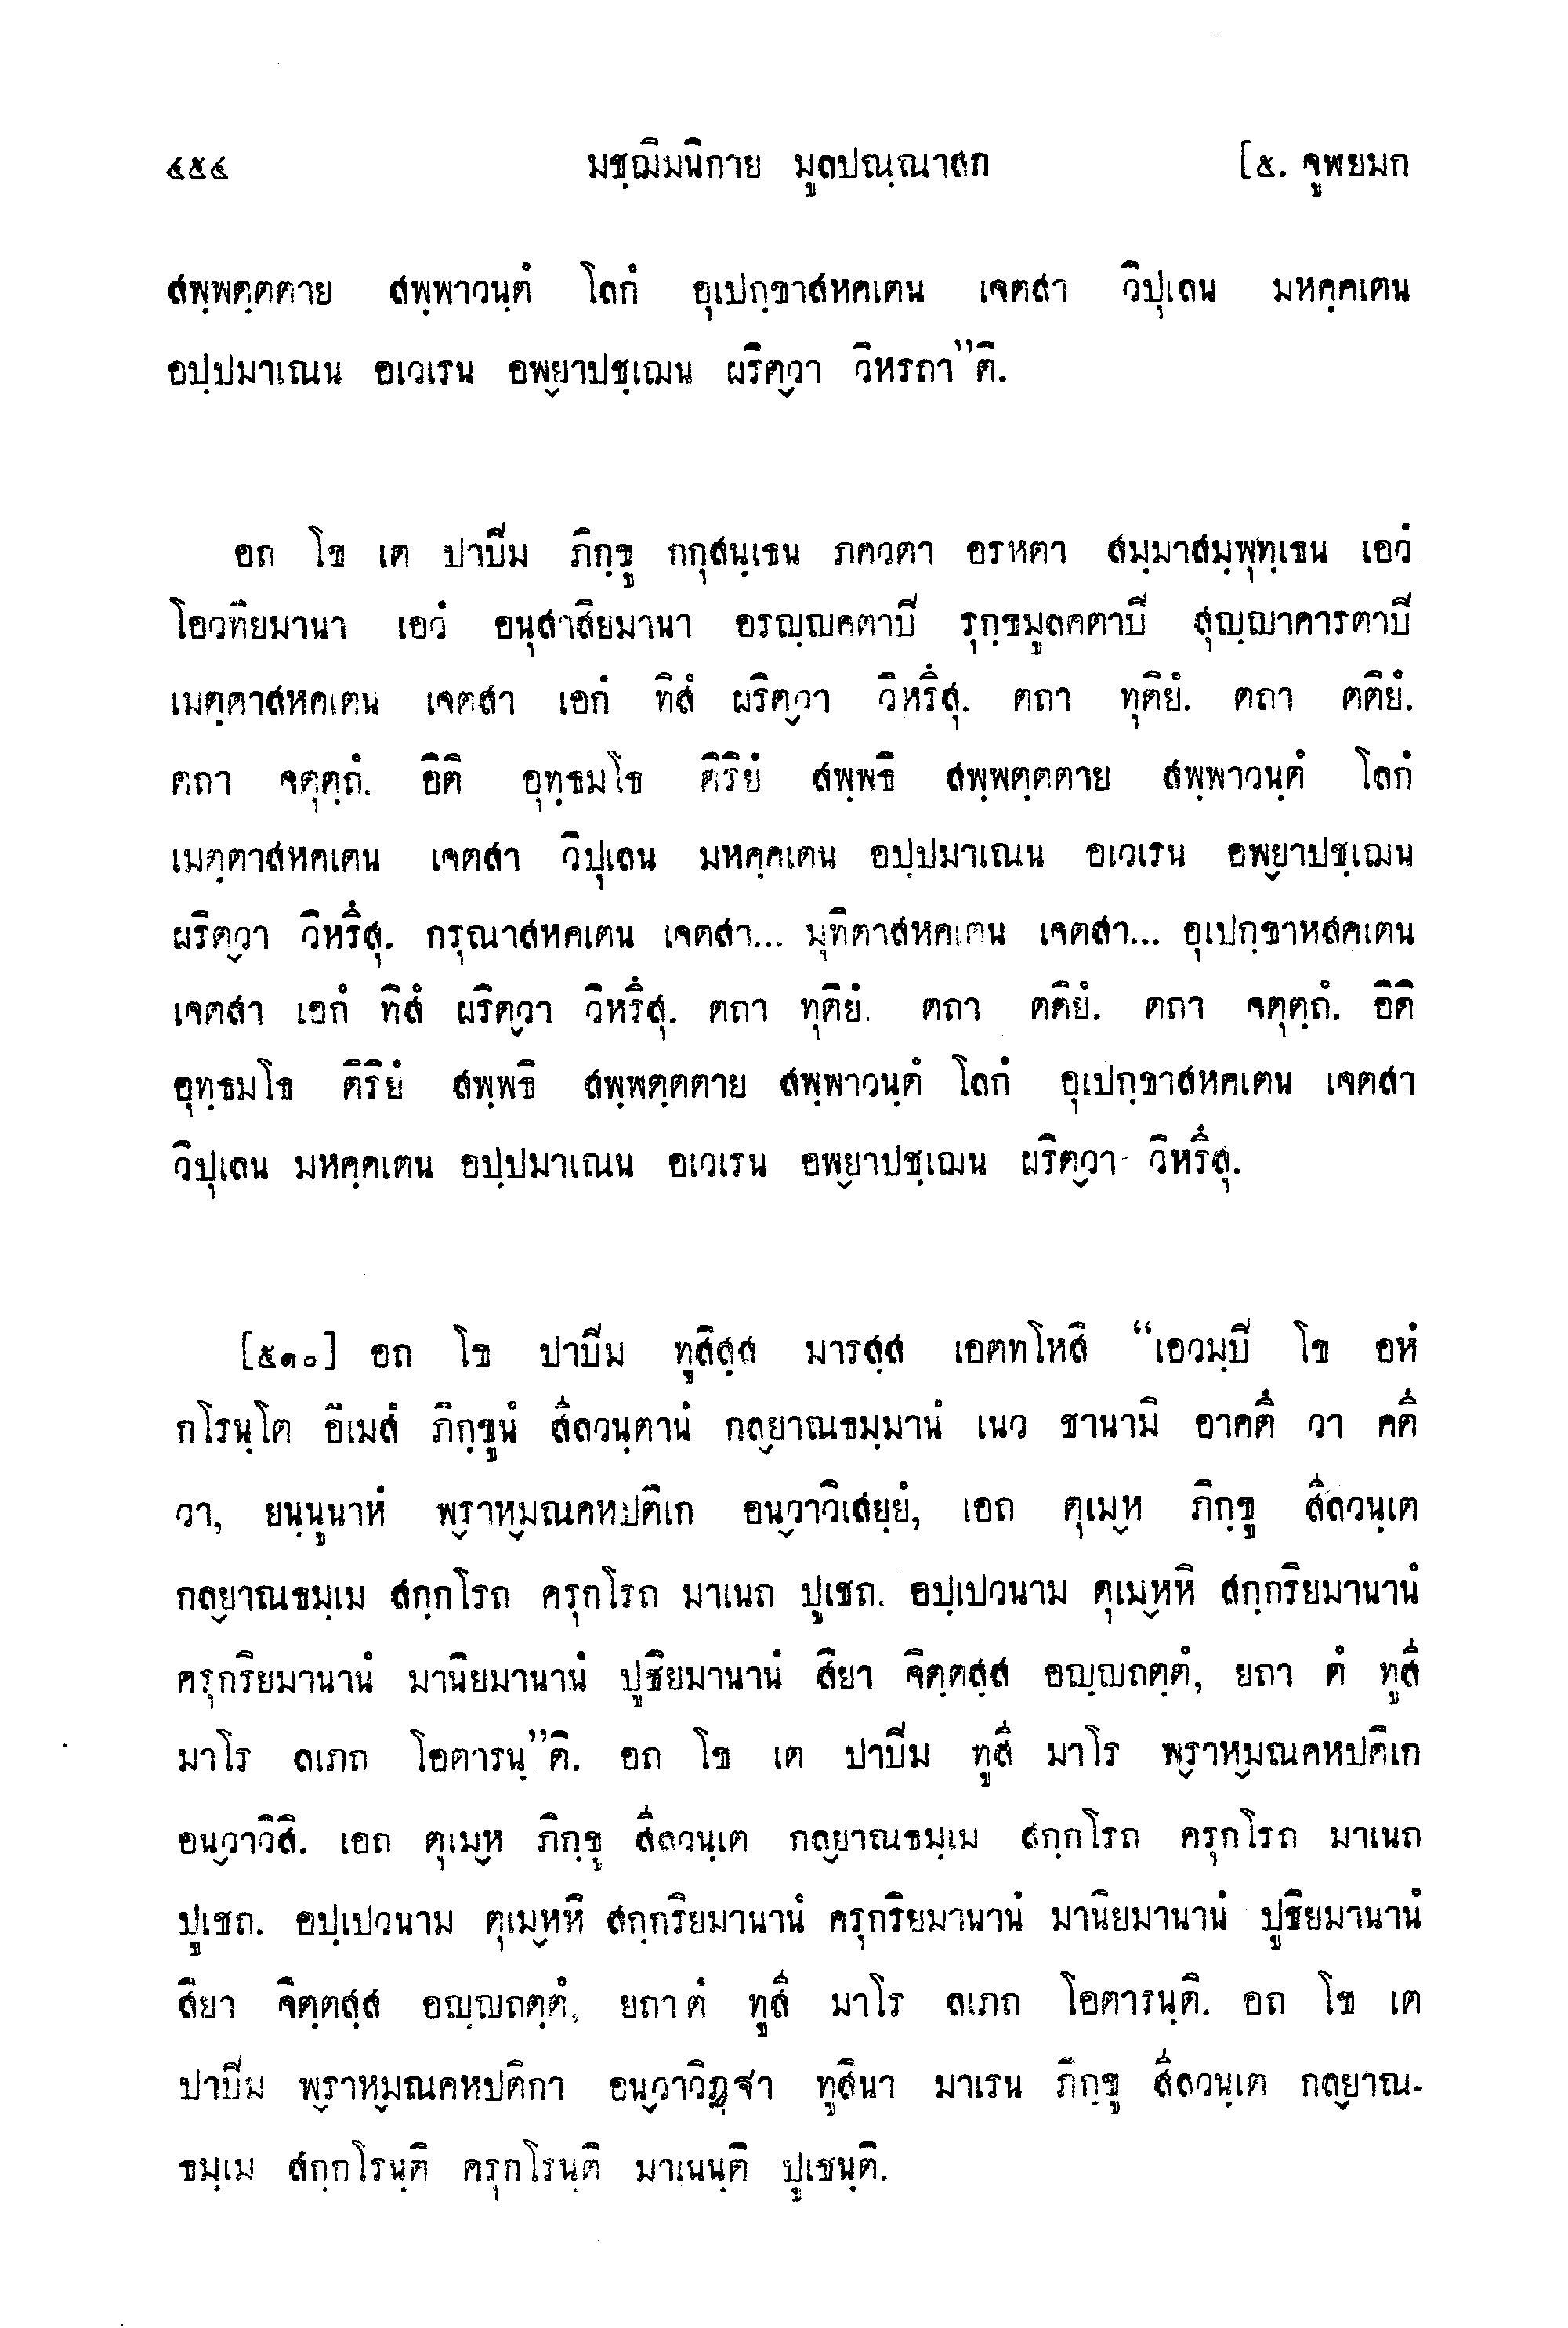 ๔๕๔ มชฺฌิมนิกาย มูลปณฺณาสก [๕. จูฬยมก
สพฺพตฺตตาย สพฺพาวนฺตํ โลกํ อุเปกฺขาสหคเตน เจตสา วิปุเลน มหคฺคเตน
อปฺปมาเณน อเวเรน อพฺยาปชฺเฌน ผริตฺวา วิหรถา”ติ.
อถ โข เต ปาปิม ภิกฺขู กกุสนฺเธน ภควตา อรหตา สมฺมาสมฺพุทฺเธน เอวํ
โอวทิยมานา เอวํ อนุสาสิยมานา อรญฺญคตาปิ รุกฺขมูลคตาปิ สุญฺญาคารตาปิ
เมตฺตาสหคเตน เจตสา เอกํ ทิสํ ผริตฺวา วิหรึสุ. ตถา ทุติยํ. ตถา ตติยํ.
ตถา จตุตฺถํ. อิติ อุทฺธมโธ ติริยํ สพฺพธิ สพฺพตฺตตาย สพฺพาวนฺตํ โลกํ
เมตฺตาสหคเตน เจตสา วิปุเลน มหคฺคเตน อปฺปมาเณน อเวเรน อพฺยาปชฺเฌน
ผริตฺวา วิหรึสุ. กรุณาสหคเตน เจตสา... มุทิตาสหคเตน เจตสา... อุเปกฺขาหสคเตน
เจตสา เอกํ ทิสํ ผริตฺวา วิหรึสุ. ตถา ทุติยํ. ตถา ตติยํ. ตถา จตุตฺถํ. อิติ
อุทฺธมโธ ติริยํ สพฺพธิ สพฺพตฺตตาย สพฺพาวนฺตํ โลกํ อุเปกฺขาสหคเตน เจตสา
วิปุเลน มหคฺคเตน อปฺปมาเณน อเวเรน อพฺยาปชฺเฌน ผริตฺวา วิหรึสุ.
[๕๑๐] อถ โข ปาปิม ทูสิสฺส มารสฺส เอตทโหสิ “เอวมฺปิ โข อหํ
กโรนฺโต อิเมสํ ภิกฺขูนํ สีลวนฺตานํ กลฺยาณธมฺมานํ เนว ชานามิ อาคตึ วา คตึ
วา, ยนฺนูนาหํ พฺราหฺมณคหปติเก อนฺวาวิเสยฺยํ, เอถ ตุเมฺห ภิกฺขู สีลวนฺเต
กลฺยาณธมฺเม สกฺกโรถ ครุกโรถ มาเนถ ปูเชถ. อปฺเปวนาม ตุเมฺหหิ สกฺกริยมานานํ
ครุกริยมานานํ มานิยมานานํ ปูชิยมานานํ สิยา จิตฺตสฺส อญฺญถตฺตํ, ยถา ตํ ทูสี
มาโร ลเภถ โอตารนฺ”ติ. อถ โข เต ปาปิม ทูสี มาโร พฺราหฺมณคหปติเก
อนฺวาวิสิ. เอถ ตุเมฺห ภิกฺขู สีลวนฺเต กลฺยาณธมฺเม สกฺกโรถ ครุกโรถ มาเนถ
ปูเชถ. อปฺเปวนาม ตุเมฺหหิ สกฺกริยมานานํ ครุกริยมานานํ มานิยมานานํ ปูชิยมานานํ
สิยา จิตฺตสฺส อญฺญถตฺตํ, ยถา ตํ ทูสี มาโร ลเภถ โอตารนฺติ. อถ โข เต
ปาปิม พฺราหฺมณคหปติกา อนฺวาวิฏฺฐา ทูสินา มาเรน ภิกฺขู สีลวนฺเต กลฺยาณ-
ธมฺเม สกฺกโรนฺติ ครุกโรนฺติ มาเนนฺติ ปูเชนฺติ.